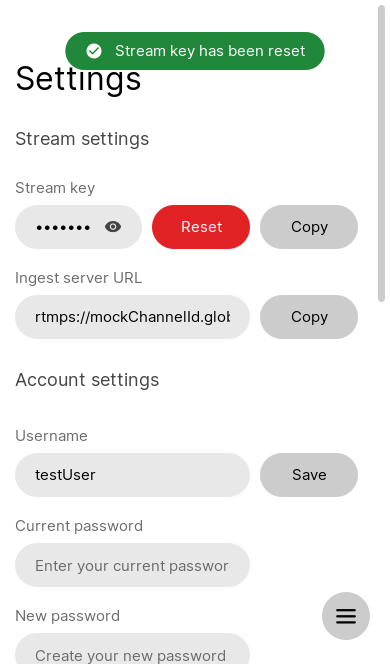 Stream key has been reset
Settings
Stream settings
Stream key
••••••• Reset Copy
Ingest server URL
rtmps://mockChannelId.glob Copy
Account settings
Username
testUser Save
Current password
Enter your current passwor
New password
Create your new password